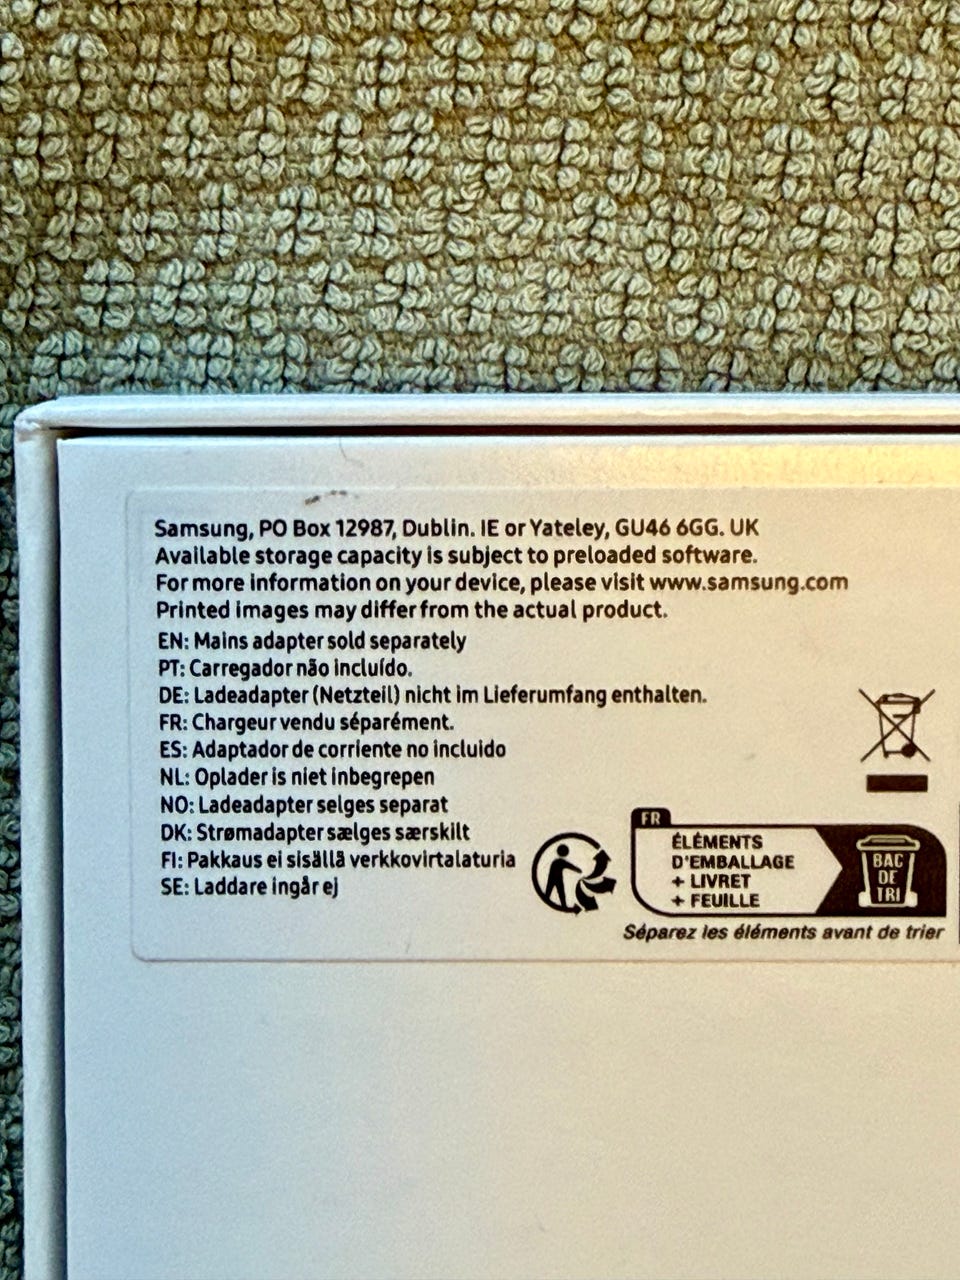 Samsung, PO Box 12987, Dublin. IE or Yateley, GU46 6GG. UK
Available storage capacity is subject to preloaded software.
For more information on your device, please visit www.samsung.com
Printed images may differ from the actual product.
EN: Mains adapter sold separately
PT: Carregador não incluído.
DE: Ladeadapter (Netzteil) nicht im Lieferumfang enthalten.
FR: Chargeur vendu séparément.
ES: Adaptador de corriente no incluido
NL: Oplader is niet inbegrepen
NO: Ladeadapter selges separat
DK: Strømadapter sælges særskilt
FI: Pakkaus ei sisällä verkkovirtalaturia
SE: Laddare ingår ej
FR
ÉLÉMENTS
D'EMBALLAGE
+ LIVRET
+ FEUILLE
BAC
DE
TRI
Séparez les éléments avant de trier